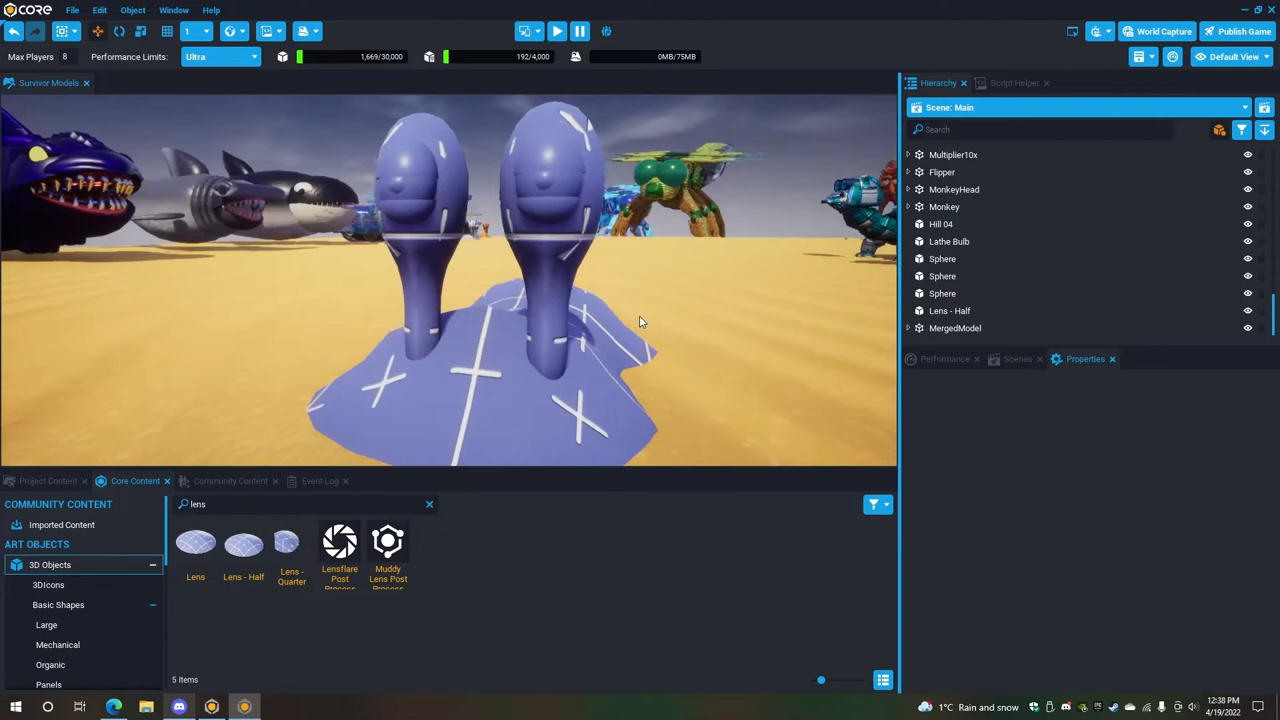 CORE File Edit Object Window Help
1 World Capture Publish Game
Max Players 8 Performance Limits: Ultra 1,669/30,000 192/4,000 0MB/75MB Default View
Survivor Models
Hierarchy Script Helper
Scene: Main
Search
Multiplier10x
Flipper
MonkeyHead
Monkey
Hill 04
Lathe Bulb
Sphere
Sphere
Sphere
Lens - Half
MergedModel
Performance Scenes Properties
Project Content Core Content Community Content Event Log
COMMUNITY CONTENT
Imported Content
ART OBJECTS
3D Objects
3DIcons
Basic Shapes
Large
Mechanical
Organic
Panels
lens
Lens
Lens - Half
Lens -
Quarter
Lensflare
Post
Process
Muddy
Lens Post
Process
5 Items
1°C Rain and snow
12:38 PM
4/19/2022